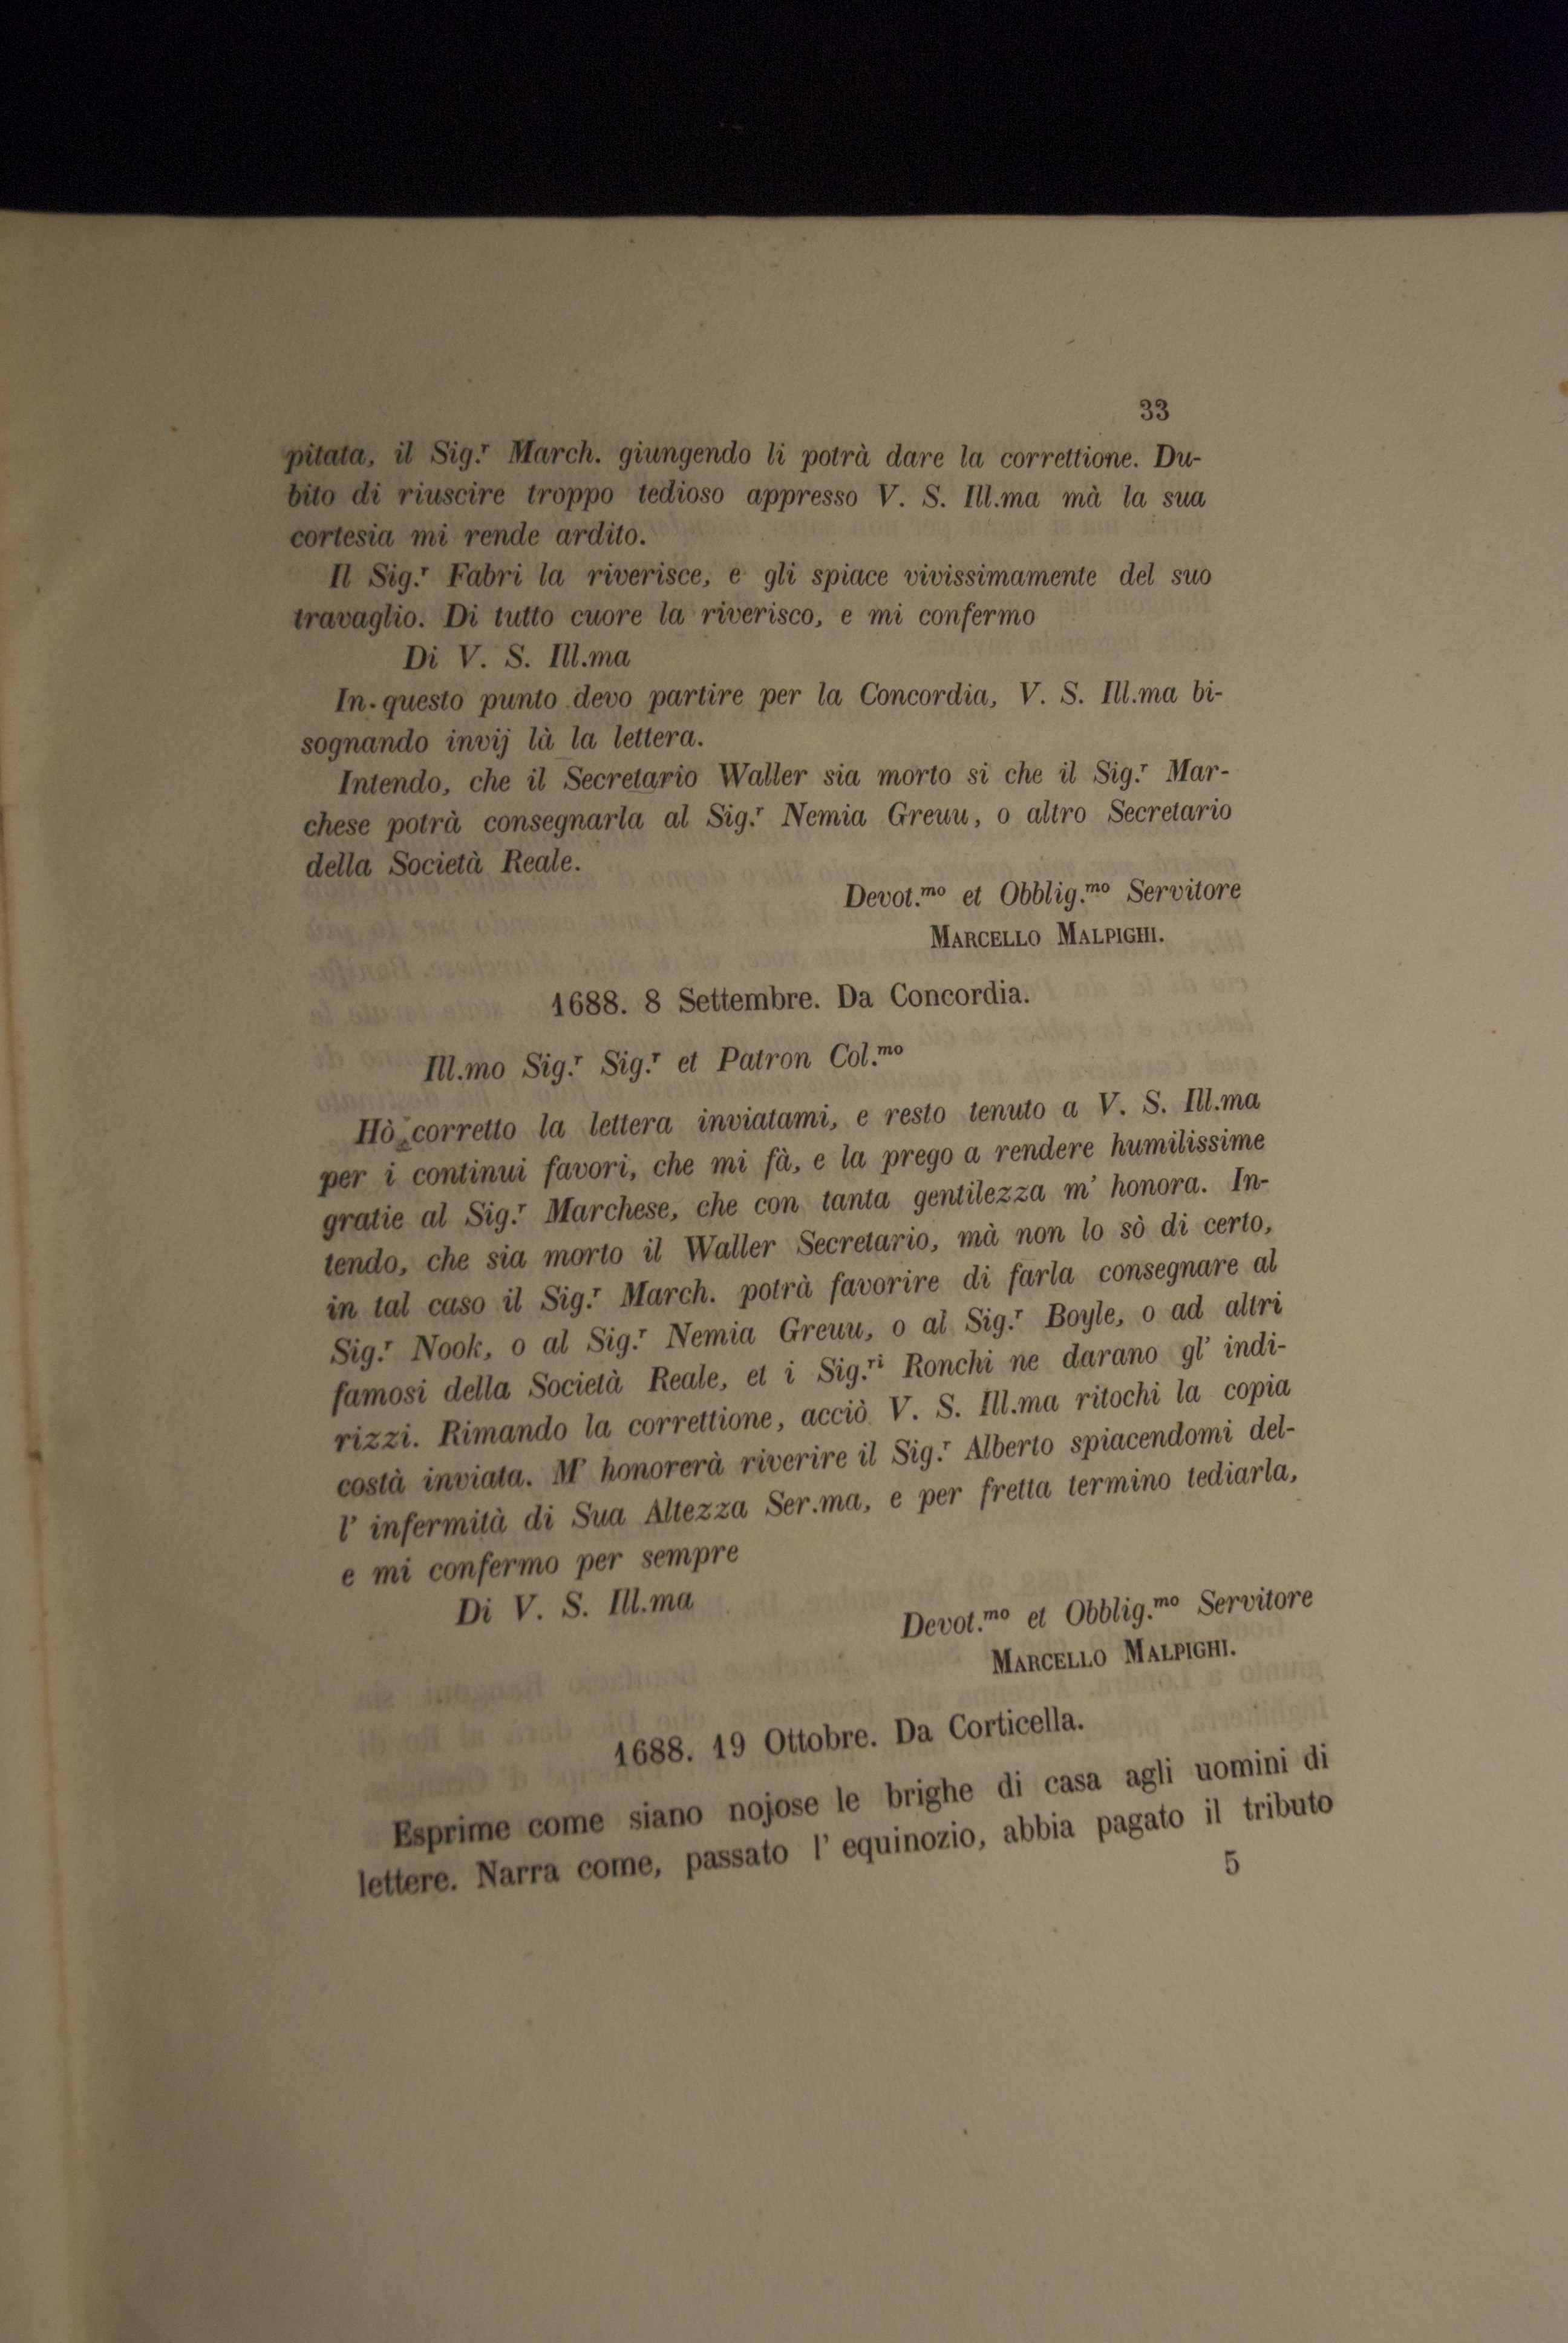 33
pitata, il Sig.r March. giungendo li potrà dare la correttione. Du-
bito di riuscire troppo tedioso appresso V. S. Ill.ma mà la sua
cortesia mi rende ardito.
Il Sig.r Fabri la riverisce, e gli spiace vivissimamente del suo
travaglio. Di tutto cuore la riverisco, e mi confermo
Di V. S. Ill.ma
In questo punto devo partire per la Concordia, V. S. Ill.ma bi-
sognando invij là la lettera.
Intendo, che il Secretario Waller sia morto si che il Sig.r Mar-
chese potrà consegnarla al Sig.r Nemia Greuu, o altro Secretario
della Società Reale.
Devot.mo et Obblig.mo Servitore
MARCELLO MALPIGHI.
1688. 8 Settembre. Da Concordia.
Ill.mo Sig.r Sig.r et Patron Col.mo
Hò corretto la lettera inviatami, e resto tenuto a V. S. Ill.ma
per i continui favori, che mi fà, e la prego a rendere humilissime
gratie al Sig.r Marchese, che con tanta gentilezza m' honora. In-
tendo, che sia morto il Waller Secretario, mà non lo sò di certo,
in tal caso il Sig.r March. potrà favorire di farla consegnare al
Sig.r Nook, o al Sig.r Nemia Greuu, o al Sig.r Boyle, o ad altri
famosi della Società Reale, et i Sig.ri Ronchi ne darano gl' indi-
rizzi. Rimando la correttione, acciò V. S. Ill.ma ritochi la copia
costà inviata. M' honorerà riverire il Sig.r Alberto spiacendomi del-
l' infermità di Sua Altezza Ser.ma, e per fretta termino tediarla,
e mi confermo per sempre
Di V. S. Ill.ma
Devot.mo et Obblig.mo Servitore
MARCELLO MALPIGHI.
1688. 19 Ottobre. Da Corticella.
Esprime come siano nojose le brighe di casa agli uomini di
lettere. Narra come, passato l' equinozio, abbia pagato il tributo
5